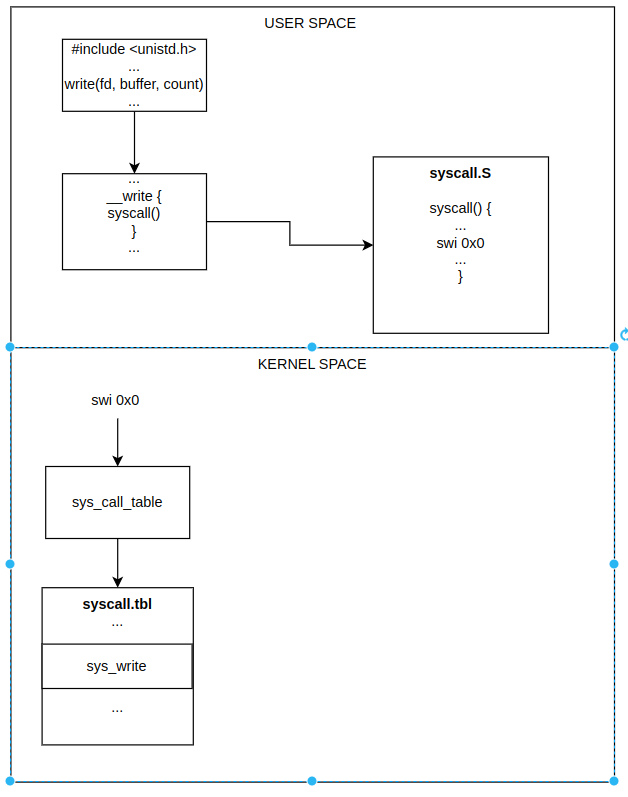 USER SPACE
#include <unistd.h>
...
write(fd, buffer, count)
...
...
__write {
syscall()
}
...
syscall.S
syscall() {
...
swi 0x0
...
}
KERNEL SPACE
swi 0x0
sys_call_table
syscall.tbl
...
sys_write
...